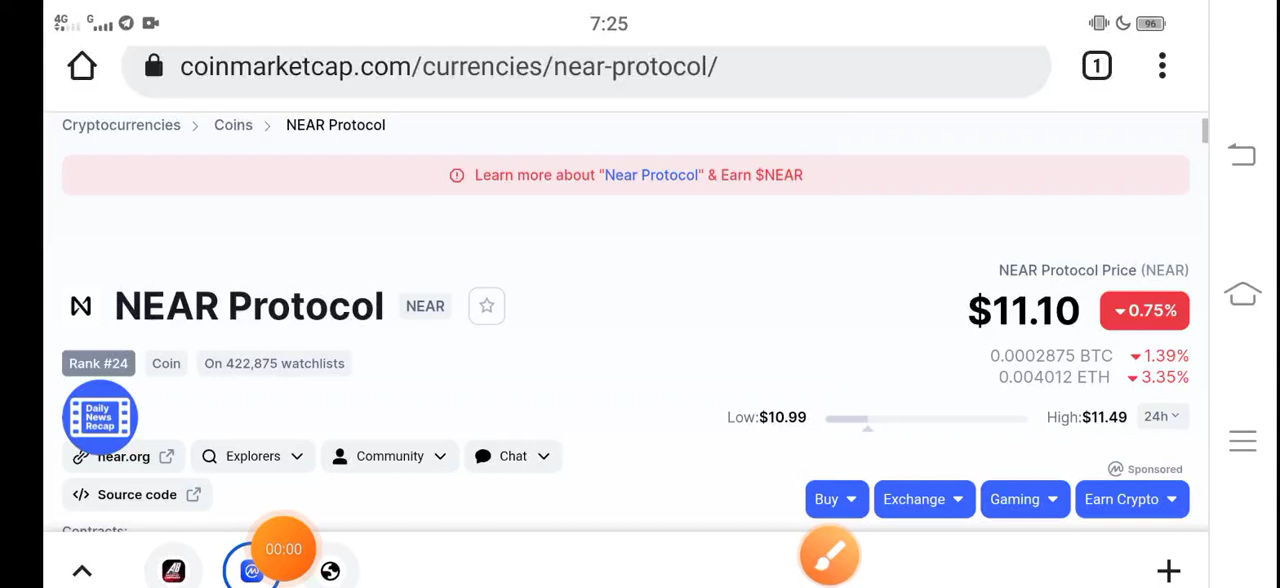 4G G 7:25 96
coinmarketcap.com/currencies/near-protocol/ 1
Cryptocurrencies > Coins > NEAR Protocol
Learn more about "Near Protocol" & Earn $NEAR
NEAR Protocol Price (NEAR)
NEAR Protocol NEAR $11.10 0.75%
0.0002875 BTC 1.39%
Rank #24 Coin On 422,875 watchlists
0.004012 ETH 3.35%
Daily
News
Recap
Low:$10.99 High:$11.49 24h
near.org Explorers Community Chat
Sponsored
</> Source code Buy Exchange Gaming Earn Crypto
Contracts:
00:00